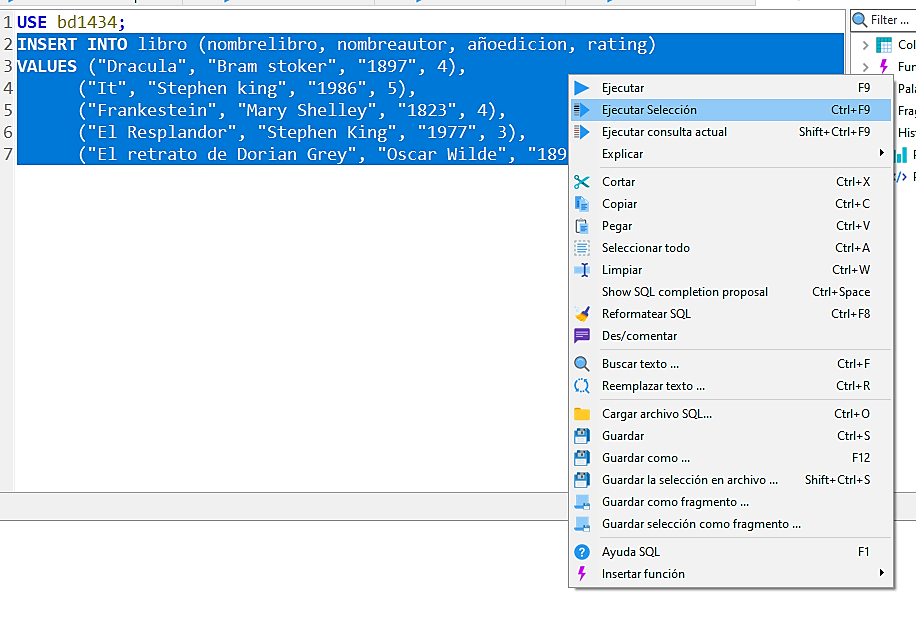 1 USE bd1434;
2 INSERT INTO libro (nombrelibro, nombreautor, añoedicion, rating)
3 VALUES ("Dracula", "Bram stoker", "1897", 4),
4 ("It", "Stephen king", "1986", 5),
5 ("Frankestein", "Mary Shelley", "1823", 4),
6 ("El Resplandor", "Stephen King", "1977", 3),
7 ("El retrato de Dorian Grey", "Oscar Wilde", "189
Filter ...
Col
Fun
Pala
Frag
Hist
Ejecutar F9
Ejecutar Selección Ctrl+F9
Ejecutar consulta actual Shift+Ctrl+F9
Explicar
Cortar Ctrl+X
Copiar Ctrl+C
Pegar Ctrl+V
Seleccionar todo Ctrl+A
Limpiar Ctrl+W
Show SQL completion proposal Ctrl+Space
Reformatear SQL Ctrl+F8
Des/comentar
Buscar texto ... Ctrl+F
Reemplazar texto ... Ctrl+R
Cargar archivo SQL... Ctrl+O
Guardar Ctrl+S
Guardar como ... F12
Guardar la selección en archivo ... Shift+Ctrl+S
Guardar como fragmento ...
Guardar selección como fragmento ...
Ayuda SQL F1
Insertar función